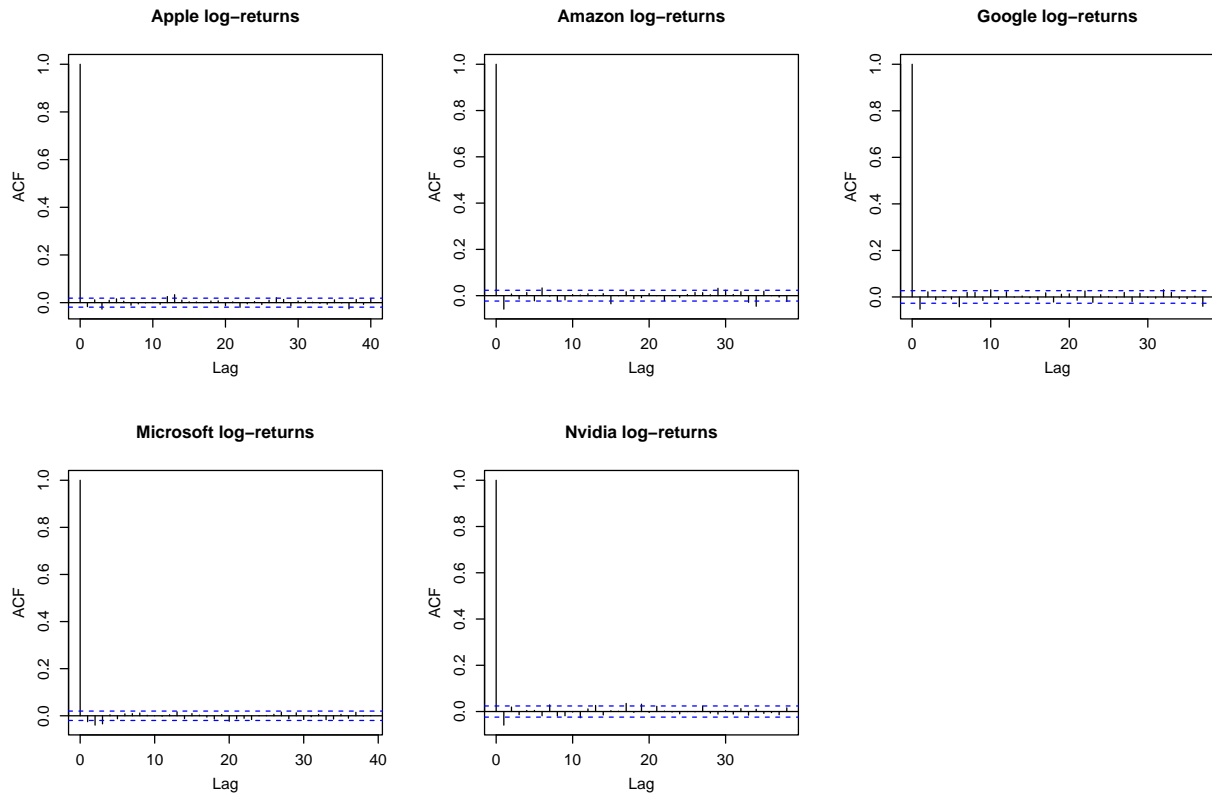 Apple log−returns
ACF
0.0 0.2 0.4 0.6 0.8 1.0
0 10 20 30 40
Lag
Amazon log−returns
ACF
0.0 0.2 0.4 0.6 0.8 1.0
0 10 20 30
Lag
Google log−returns
ACF
0.0 0.2 0.4 0.6 0.8 1.0
0 10 20 30
Lag
Microsoft log−returns
ACF
0.0 0.2 0.4 0.6 0.8 1.0
0 10 20 30 40
Lag
Nvidia log−returns
ACF
0.0 0.2 0.4 0.6 0.8 1.0
0 10 20 30
Lag